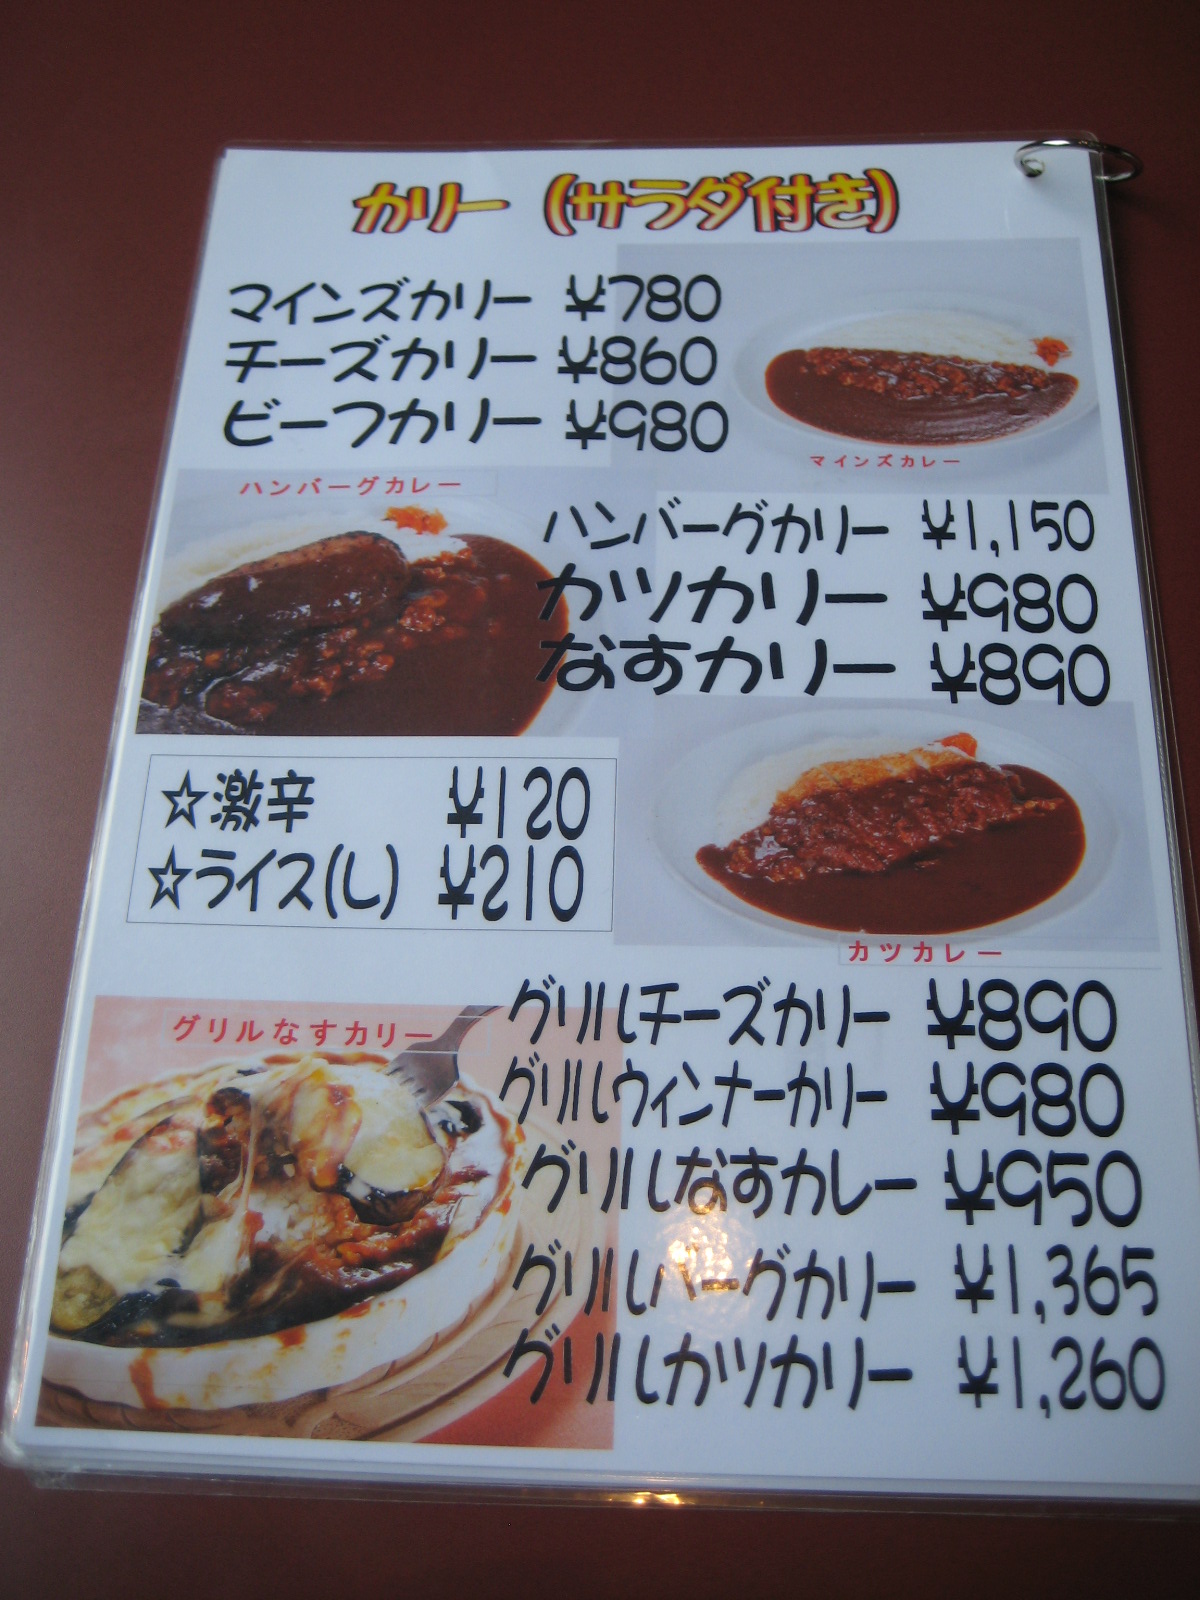 カリー (サラダ付き)
マインズカリー ¥780
チーズカリー ¥860
ビーフカリー ¥980
マインズカレー
ハンバーグカレー
ハンバーグカリー ¥1,150
カツカリー ¥980
なすカリー ¥890
☆激辛 ¥120
☆ライス(L) ¥210
カツカレー
グリルなすカリー
グリルチーズカリー ¥890
グリルウィンナーカリー ¥980
グリルなすカレー ¥950
グリルバーグカリー ¥1,365
グリルカツカリー ¥1,260